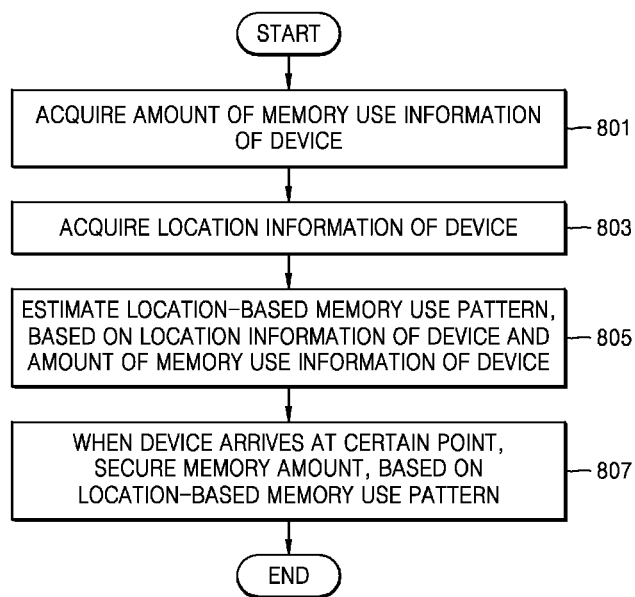 START
ACQUIRE AMOUNT OF MEMORY USE INFORMATION
OF DEVICE
801
ACQUIRE LOCATION INFORMATION OF DEVICE
803
ESTIMATE LOCATION-BASED MEMORY USE PATTERN,
BASED ON LOCATION INFORMATION OF DEVICE AND
AMOUNT OF MEMORY USE INFORMATION OF DEVICE
805
WHEN DEVICE ARRIVES AT CERTAIN POINT,
SECURE MEMORY AMOUNT, BASED ON
LOCATION-BASED MEMORY USE PATTERN
807
END